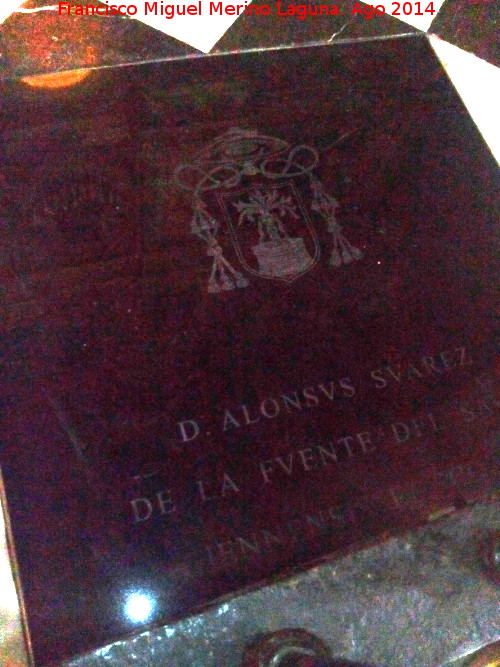 Francisco Miguel Merino Laguna. Ago 2014
D. ALONSVS SVAREZ
DE LA FVENTE DEL